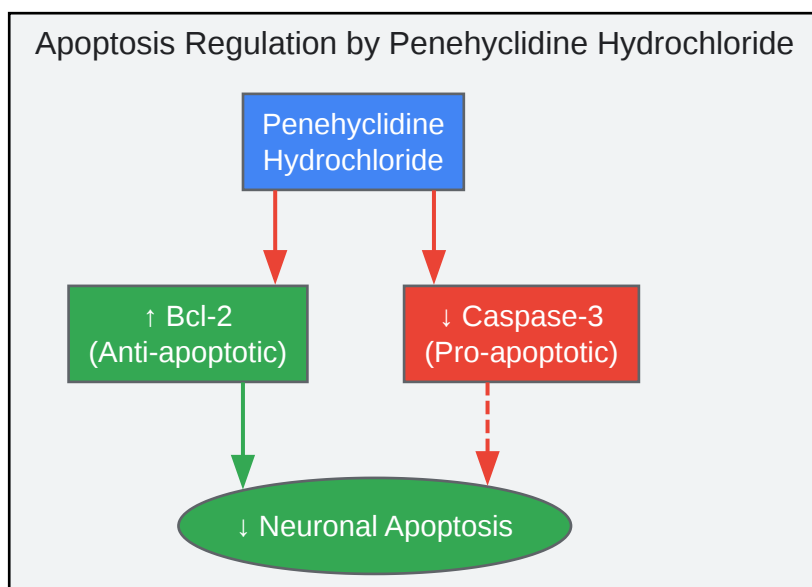 Apoptosis Regulation by Penehyclidine Hydrochloride
Penehyclidine
Hydrochloride
↑ Bcl-2
(Anti-apoptotic)
↓ Caspase-3
(Pro-apoptotic)
↓ Neuronal Apoptosis